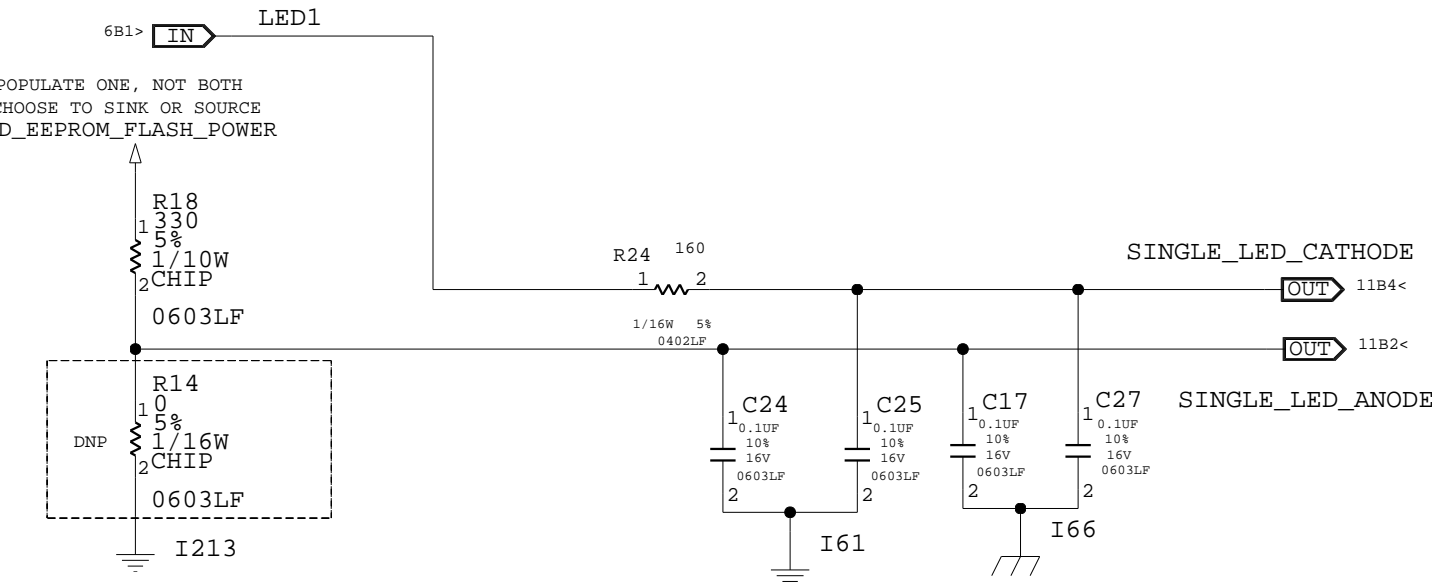 LED1
6B1>
IN
POPULATE ONE, NOT BOTH
CHOOSE TO SINK OR SOURCE
D_EEPROM_FLASH_POWER
R18
1
330
5%
1/10W
2
CHIP
0603LF
R24
160
1
2
1/16W 5%
0402LF
SINGLE_LED_CATHODE
OUT
11B4<
OUT
11B2<
SINGLE_LED_ANODE
DNP
R14
1
0
5%
1/16W
2
CHIP
0603LF
I213
C24
1
0.1UF
10%
16V
0603LF
2
C25
1
0.1UF
10%
16V
0603LF
2
I61
C17
1
0.1UF
10%
16V
0603LF
2
C27
1
0.1UF
10%
16V
0603LF
2
I66